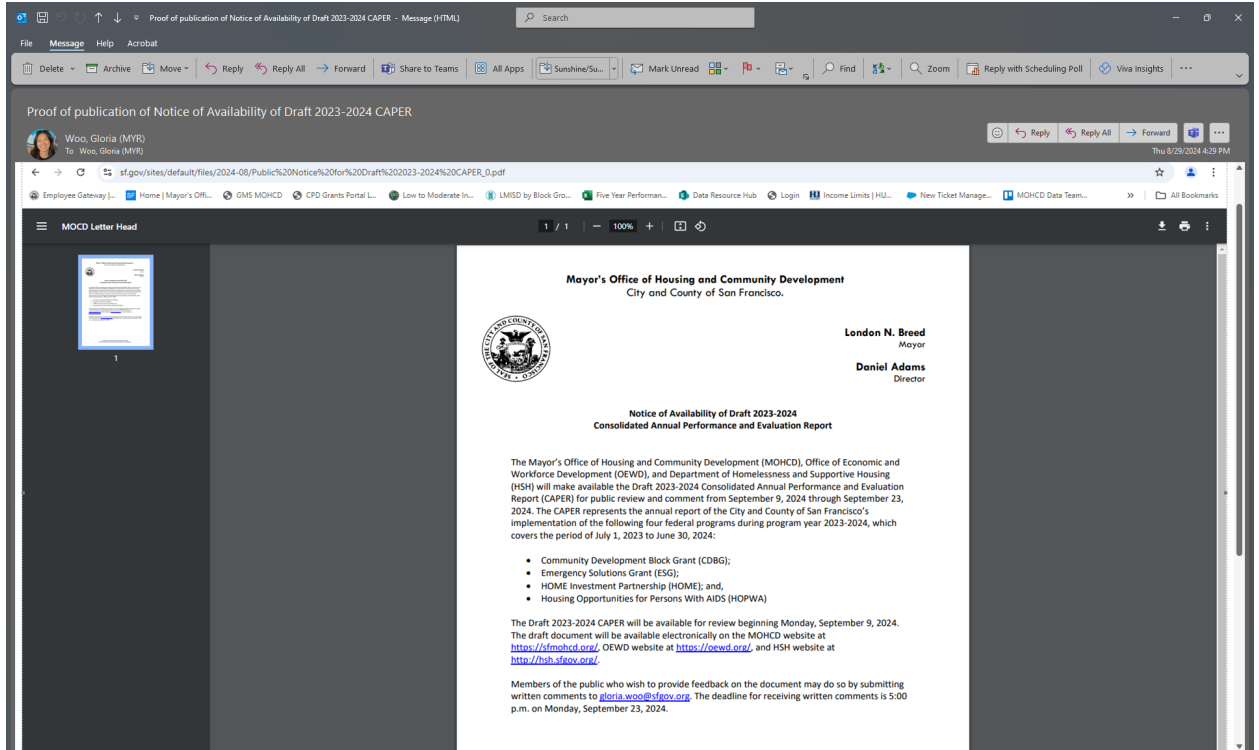 Proof of publication of Notice of Availability of Draft 2023-2024 CAPER - Message (HTML)
Search
File Message Help Acrobat
Delete Archive Move Reply Reply All Forward Share to Teams All Apps Sunshine/Su... Mark Unread Find Zoom Reply with Scheduling Poll Viva Insights ...
Proof of publication of Notice of Availability of Draft 2023-2024 CAPER
Woo, Gloria (MYR)
To Woo, Gloria (MYR)
Reply Reply All Forward ...
Thu 8/29/2024 4:29 PM
sf.gov/sites/default/files/2024-08/Public%20Notice%20for%20Draft%202023-2024%20CAPER_0.pdf
Employee Gateway |... SF Home | Mayor's Offi... GMS MOHCD CPD Grants Portal L... Low to Moderate In... LMISD by Block Gro... Five Year Performan... Data Resource Hub Login Income Limits | HU... New Ticket Manage... MOHCD Data Team... » All Bookmarks
MOCD Letter Head
1 / 1 | − 100% + |
1
Mayor's Office of Housing and Community Development
City and County of San Francisco.
SEAL OF THE CITY AND COUNTY OF SAN FRANCISCO
London N. Breed
Mayor
Daniel Adams
Director
Notice of Availability of Draft 2023-2024
Consolidated Annual Performance and Evaluation Report
The Mayor's Office of Housing and Community Development (MOHCD), Office of Economic and
Workforce Development (OEWD), and Department of Homelessness and Supportive Housing
(HSH) will make available the Draft 2023-2024 Consolidated Annual Performance and Evaluation
Report (CAPER) for public review and comment from September 9, 2024 through September 23,
2024. The CAPER represents the annual report of the City and County of San Francisco's
implementation of the following four federal programs during program year 2023-2024, which
covers the period of July 1, 2023 to June 30, 2024:
• Community Development Block Grant (CDBG);
• Emergency Solutions Grant (ESG);
• HOME Investment Partnership (HOME); and,
• Housing Opportunities for Persons With AIDS (HOPWA)
The Draft 2023-2024 CAPER will be available for review beginning Monday, September 9, 2024.
The draft document will be available electronically on the MOHCD website at
https://sfmohcd.org/, OEWD website at https://oewd.org/, and HSH website at
http://hsh.sfgov.org/.
Members of the public who wish to provide feedback on the document may do so by submitting
written comments to gloria.woo@sfgov.org. The deadline for receiving written comments is 5:00
p.m. on Monday, September 23, 2024.